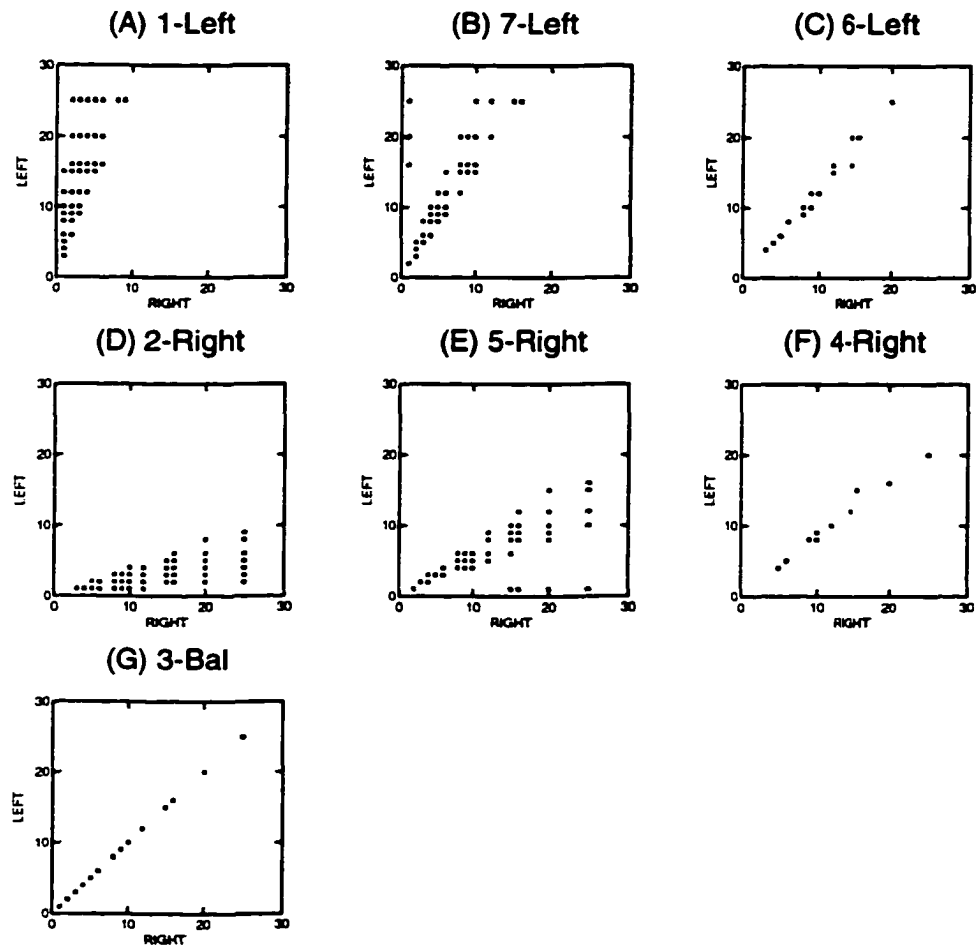 (A) 1-Left
(B) 7-Left
(C) 6-Left
30
20
10
0
LEFT
0 10 20 30
RIGHT
30
20
10
0
LEFT
0 10 20 30
RIGHT
30
20
10
0
LEFT
0 10 20 30
RIGHT
(D) 2-Right
(E) 5-Right
(F) 4-Right
30
20
10
0
LEFT
0 10 20 30
RIGHT
30
20
10
0
LEFT
0 10 20 30
RIGHT
30
20
10
0
LEFT
0 10 20 30
RIGHT
(G) 3-Bal
30
20
10
0
LEFT
0 10 20 30
RIGHT